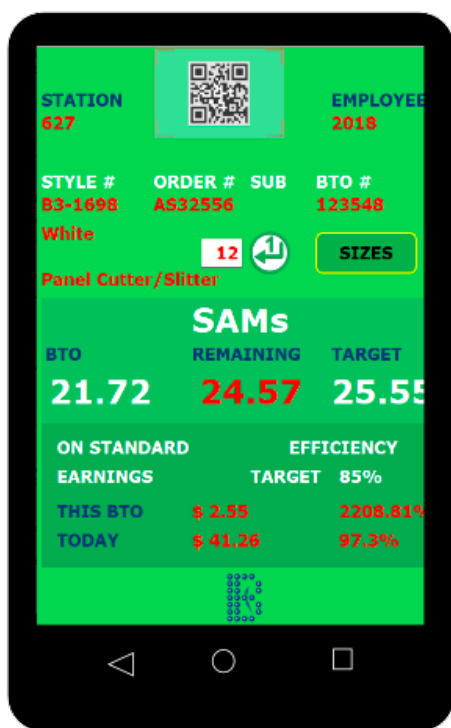 STATION EMPLOYEE
627 2018
STYLE # ORDER # SUB BTO #
B3-1698 AS32556 123548
White
12 1 SIZES
Panel Cutter/Slitter
SAMs
BTO REMAINING TARGET
21.72 24.57 25.55
ON STANDARD EFFICIENCY
EARNINGS TARGET 85%
THIS BTO $ 2.55 2208.81%
TODAY $ 41.26 97.3%